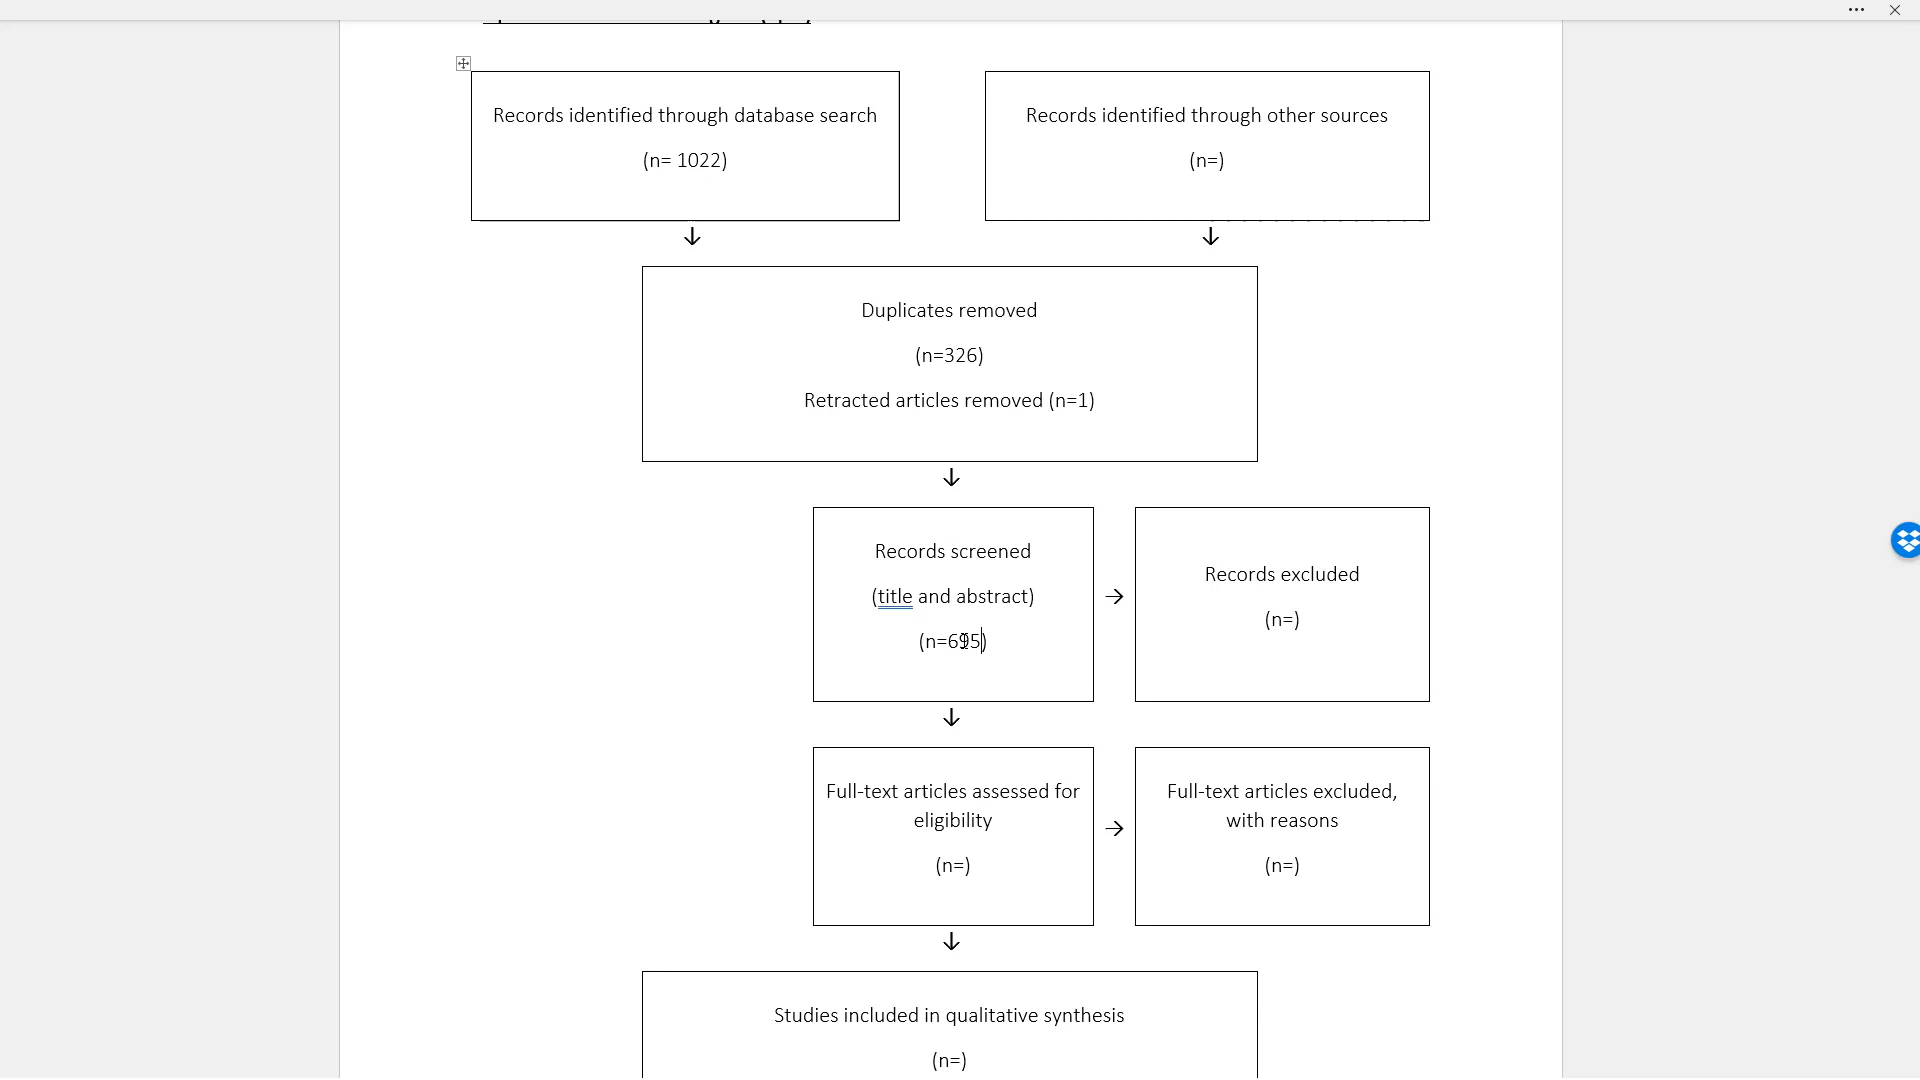 Records identified through database search
(n= 1022)
Records identified through other sources
(n=)
↓
↓
Duplicates removed
(n=326)
Retracted articles removed (n=1)
↓
Records screened
(title and abstract)
(n=695)
→
Records excluded
(n=)
↓
Full-text articles assessed for
eligibility
(n=)
→
Full-text articles excluded,
with reasons
(n=)
↓
Studies included in qualitative synthesis
(n=)